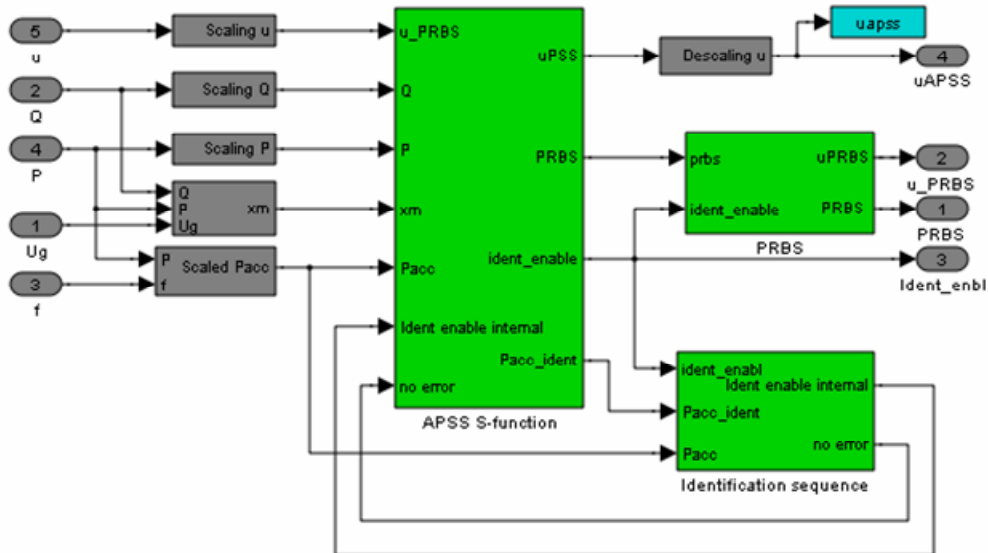 5
u
Scaling u
2
Q
Scaling Q
4
P
Scaling P
Q
P
Ug
xm
1
Ug
P
f
Scaled Pacc
3
f
u_PRBS
Q
P
xm
Pacc
Ident enable internal
no error
uPSS
PRBS
ident_enable
Pacc_ident
APSS S-function
Descaling u
uapss
4
uAPSS
prbs
ident_enable
uPRBS
PRBS
PRBS
2
u_PRBS
1
PRBS
3
Ident_enbl
ident_enabl
Ident enable internal
Pacc_ident
no error
Pacc
Identification sequence